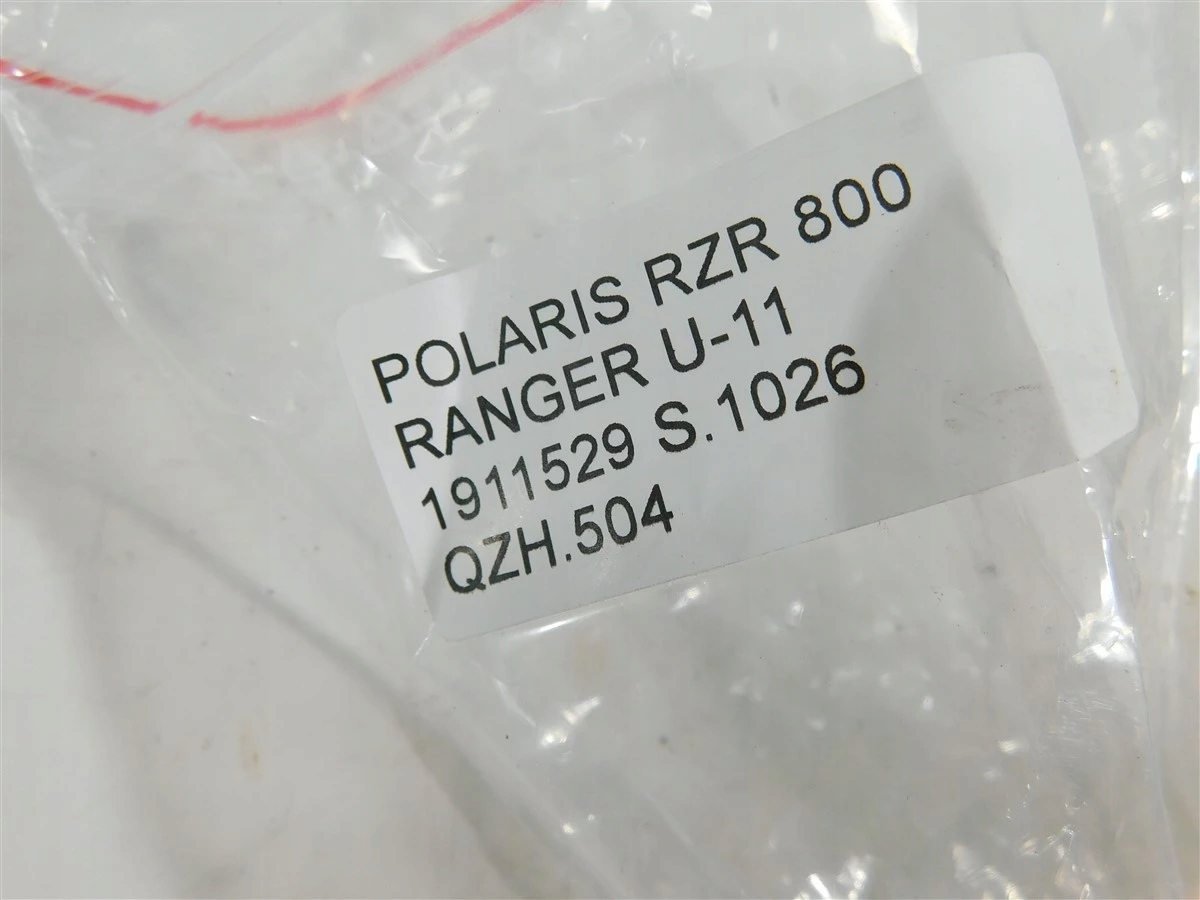 POLARIS RZR 800
RANGER U-11
1911529 S.1026
QZH.504